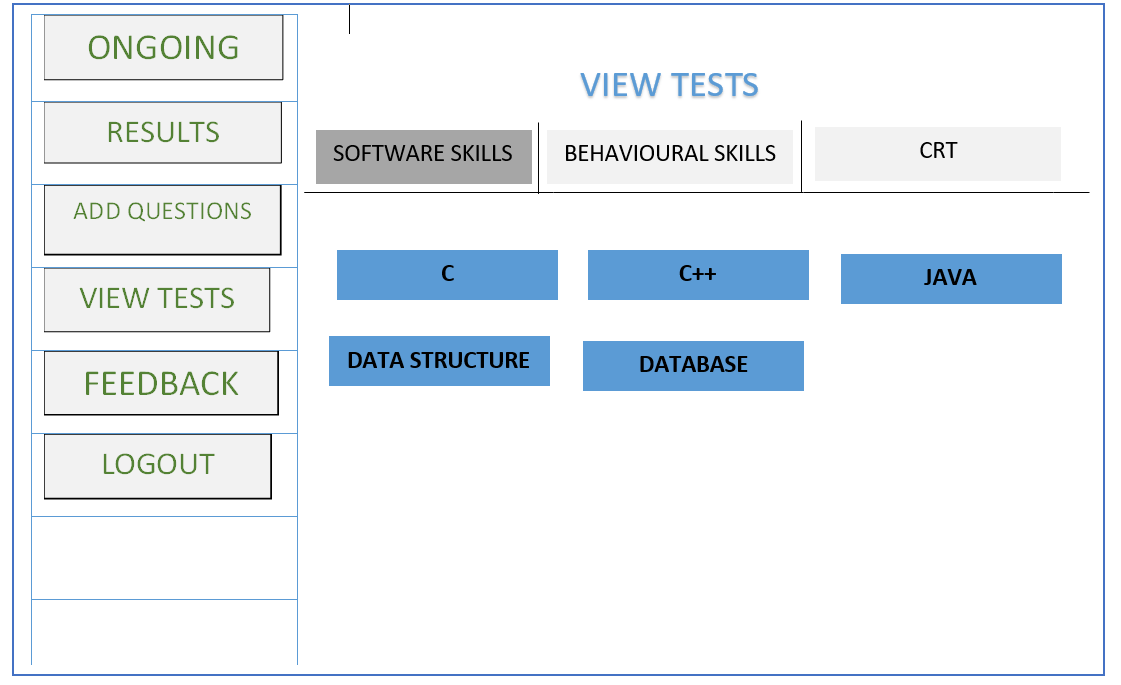 ONGOING
RESULTS
ADD QUESTIONS
VIEW TESTS
FEEDBACK
LOGOUT
VIEW TESTS
SOFTWARE SKILLS
BEHAVIOURAL SKILLS
CRT
C
C++
JAVA
DATA STRUCTURE
DATABASE